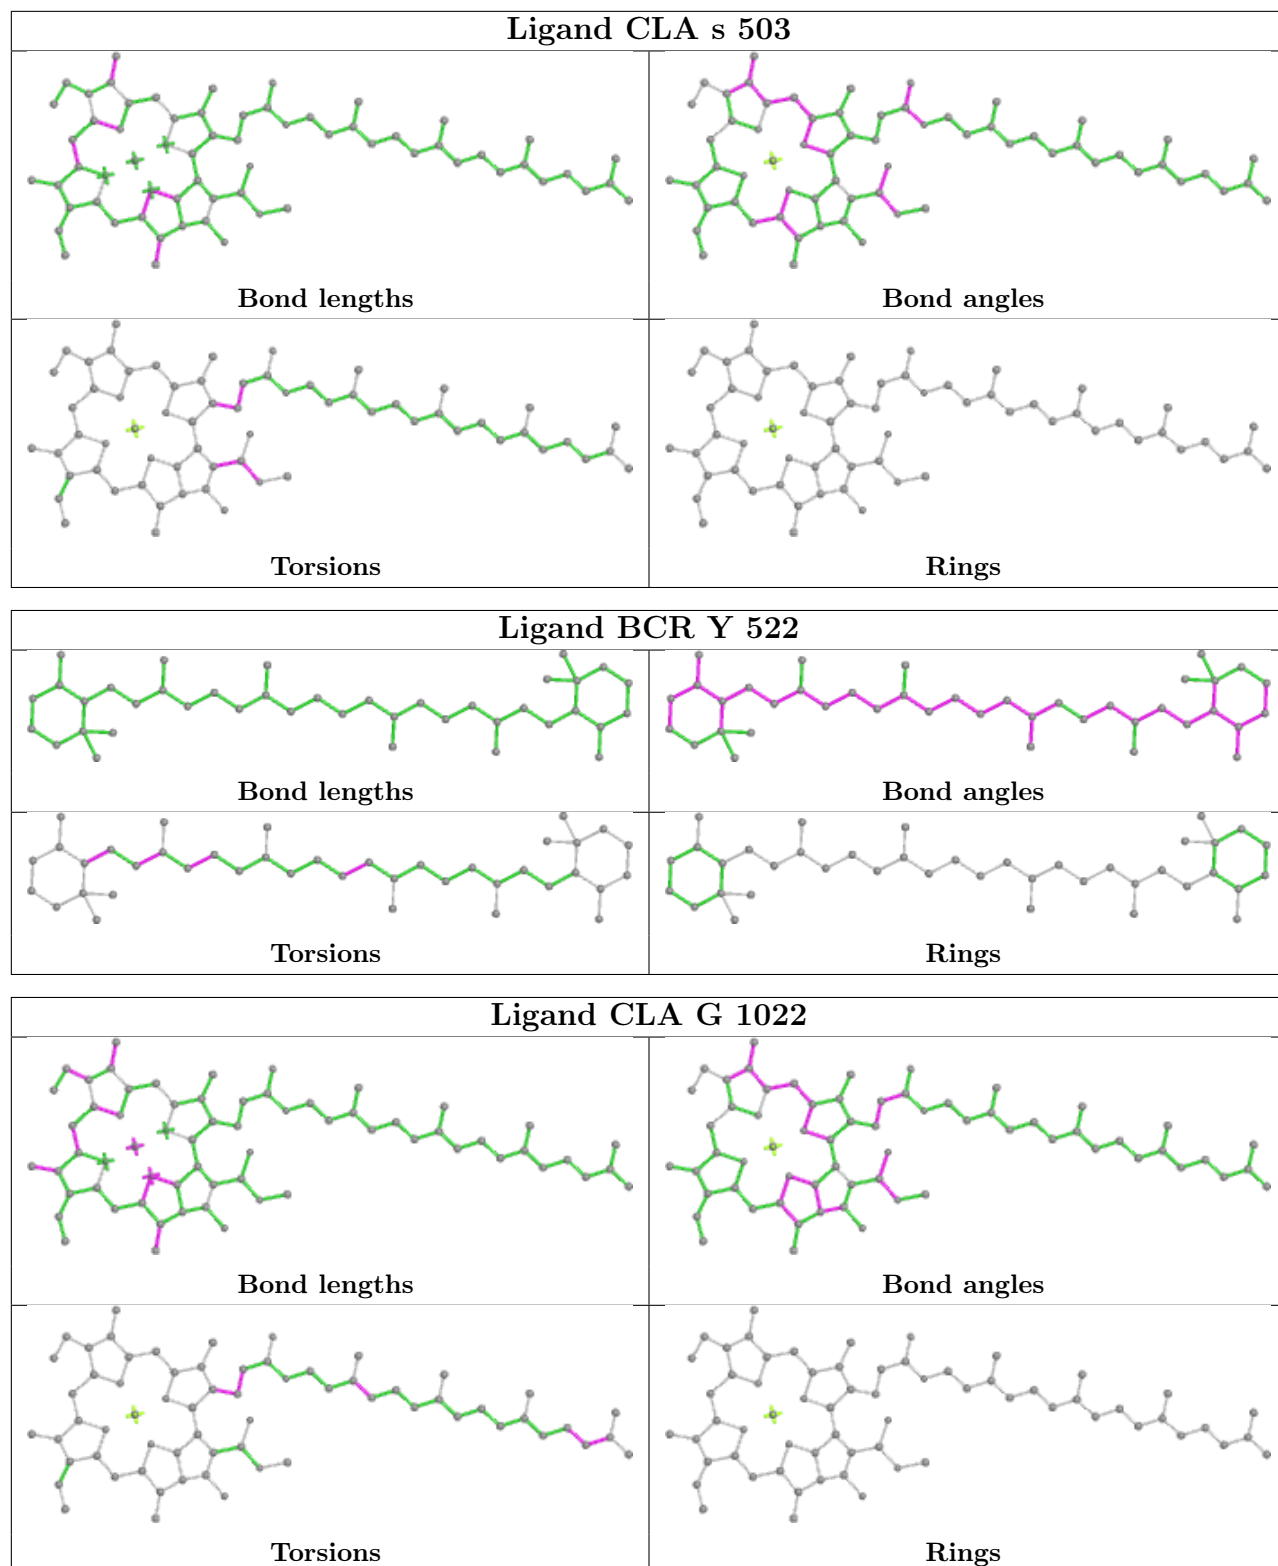 Ligand CLA s 503
Bond lengths
Bond angles
Torsions
Rings
Ligand BCR Y 522
Bond lengths
Bond angles
Torsions
Rings
Ligand CLA G 1022
Bond lengths
Bond angles
Torsions
Rings